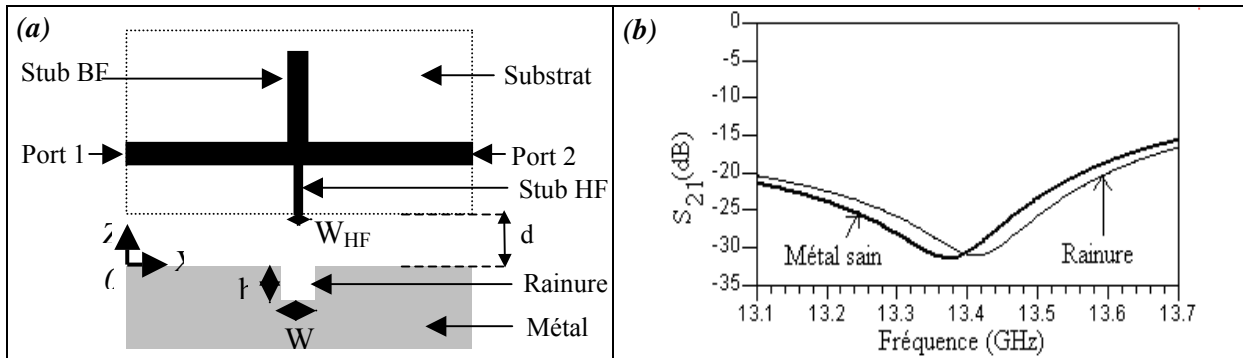 (a)
Stub BF
Substrat
Port 1
Port 2
Stub HF
W_HF
d
Z
X
Rainure
W
Métal
(b)
S_21(dB)
0
-5
-10
-15
-20
-25
-30
-35
Métal sain
Rainure
13.1 13.2 13.3 13.4 13.5 13.6 13.7
Fréquence (GHz)